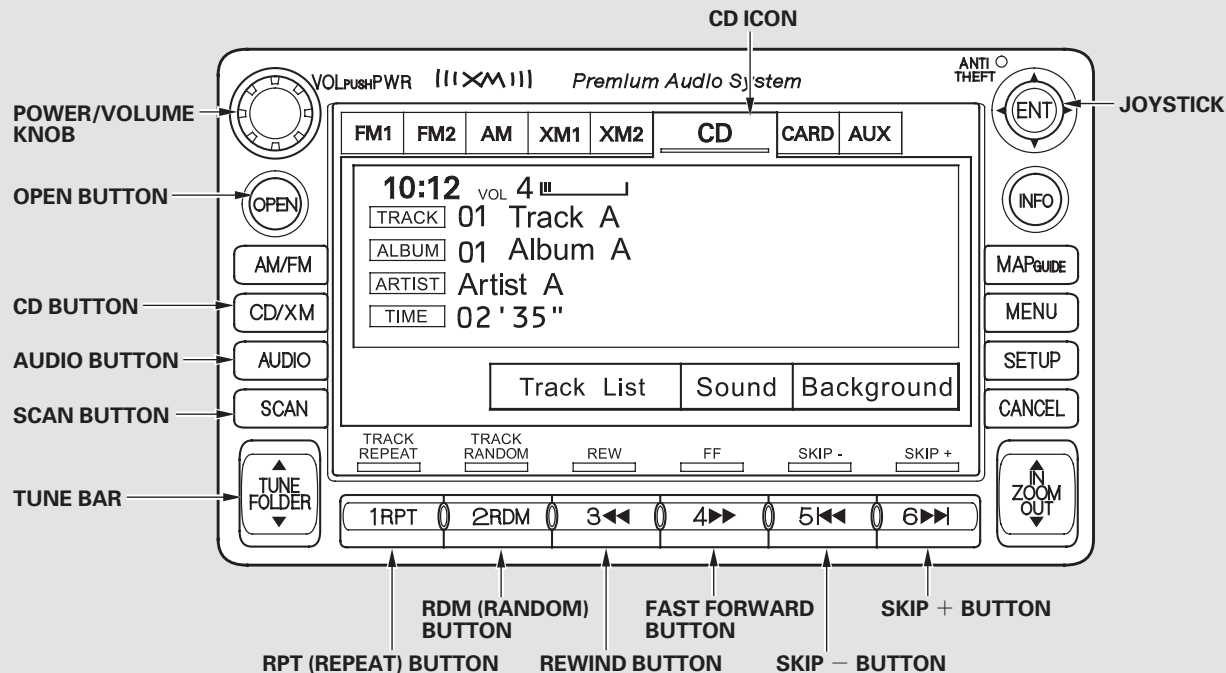 CD ICON
VOL PUSH PWR
XM
Premium Audio System
ANTI THEFT
POWER/VOLUME
KNOB
ENT
JOYSTICK
FM1 FM2 AM XM1 XM2 CD CARD AUX
OPEN BUTTON
OPEN
10:12 VOL 4
INFO
TRACK 01 Track A
ALBUM 01 Album A
AM/FM
MAP GUIDE
ARTIST Artist A
CD BUTTON
CD/XM
TIME 02'35"
MENU
AUDIO BUTTON
AUDIO
SETUP
Track List Sound Background
SCAN BUTTON
SCAN
CANCEL
TRACK REPEAT
TRACK RANDOM
REW
FF
SKIP -
SKIP +
TUNE BAR
TUNE
FOLDER
IN
ZOOM
OUT
1RPT 2RDM 3◀◀ 4▶▶ 5|◀◀ 6▶▶|
RDM (RANDOM)
BUTTON
FAST FORWARD
BUTTON
SKIP + BUTTON
RPT (REPEAT) BUTTON
REWIND BUTTON
SKIP − BUTTON